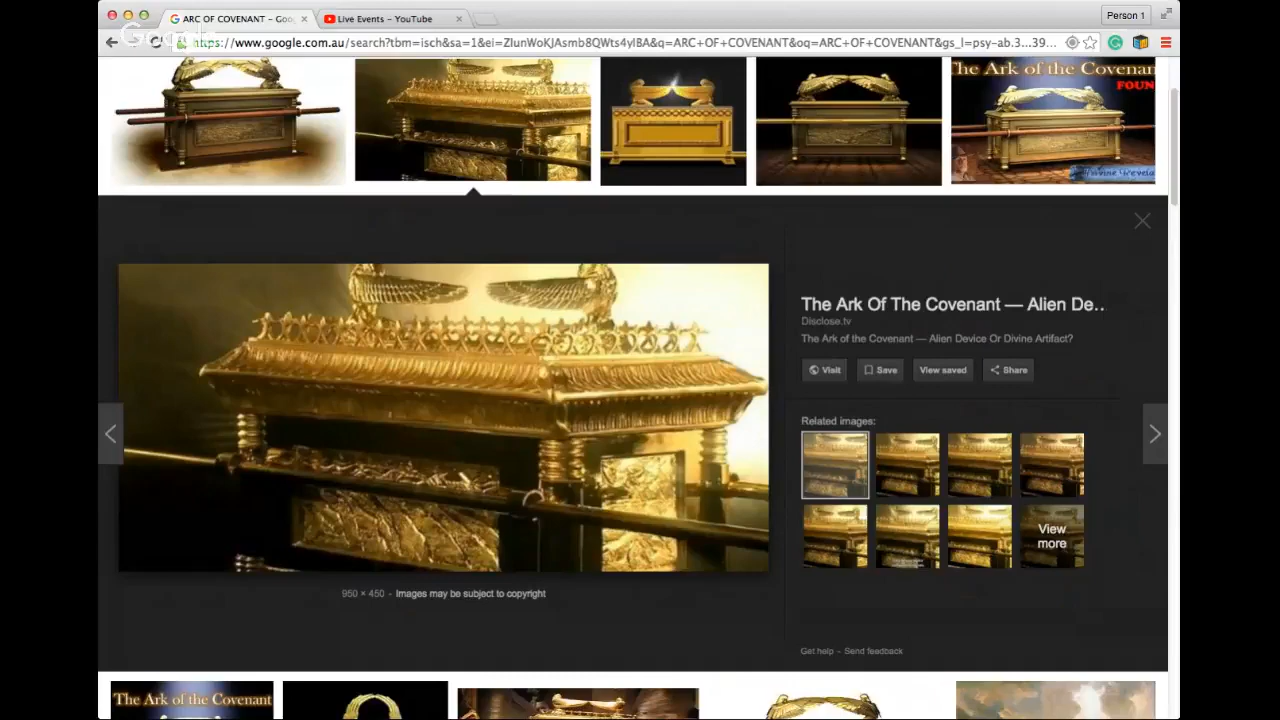 ARC OF COVENANT – Goo
Live Events – YouTube
Person 1
Google
https://www.google.com.au/search?tbm=isch&sa=1&ei=ZIunWoKJAsmb8QWts4ylBA&q=ARC+OF+COVENANT&oq=ARC+OF+COVENANT&gs_l=psy-ab.3...39...
The Ark of the Covenan
FOUN
The Ark Of The Covenant — Alien De..
Disclose.tv
The Ark of the Covenant — Alien Device Or Divine Artifact?
Visit
Save
View saved
Share
Related images:
View
more
950 × 450 - Images may be subject to copyright
Get help - Send feedback
The Ark of the Covenant